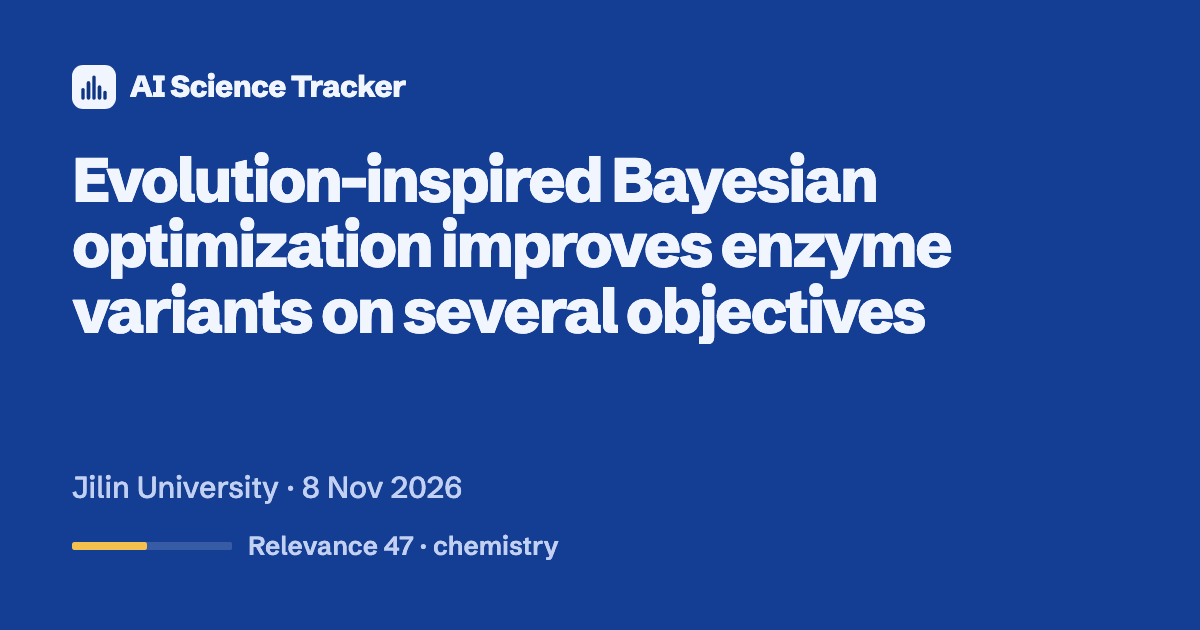 AI Science Tracker
Evolution-inspired Bayesian
optimization improves enzyme
variants on several objectives
Jilin University · 8 Nov 2026
Relevance 47 · chemistry